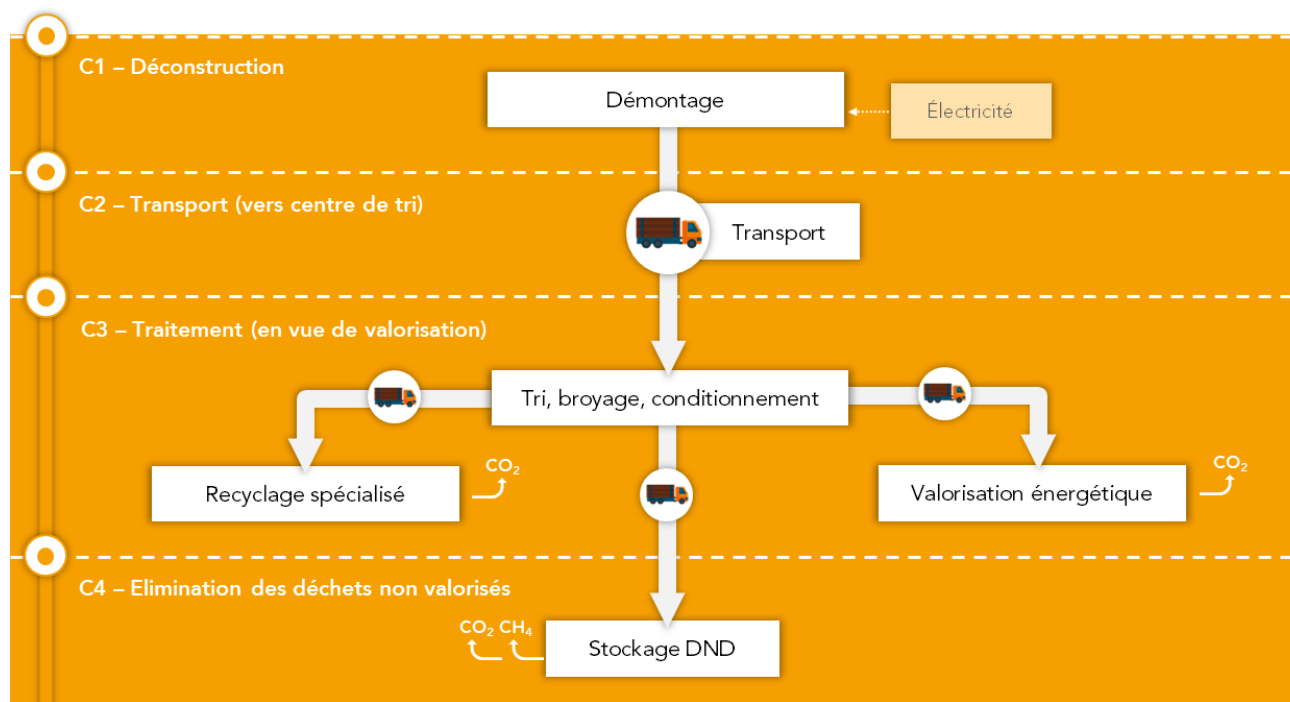 C1 – Déconstruction
Démontage
Électricité
C2 – Transport (vers centre de tri)
Transport
C3 – Traitement (en vue de valorisation)
Tri, broyage, conditionnement
Recyclage spécialisé
CO₂
Valorisation énergétique
CO₂
C4 – Elimination des déchets non valorisés
CO₂ CH₄
Stockage DND